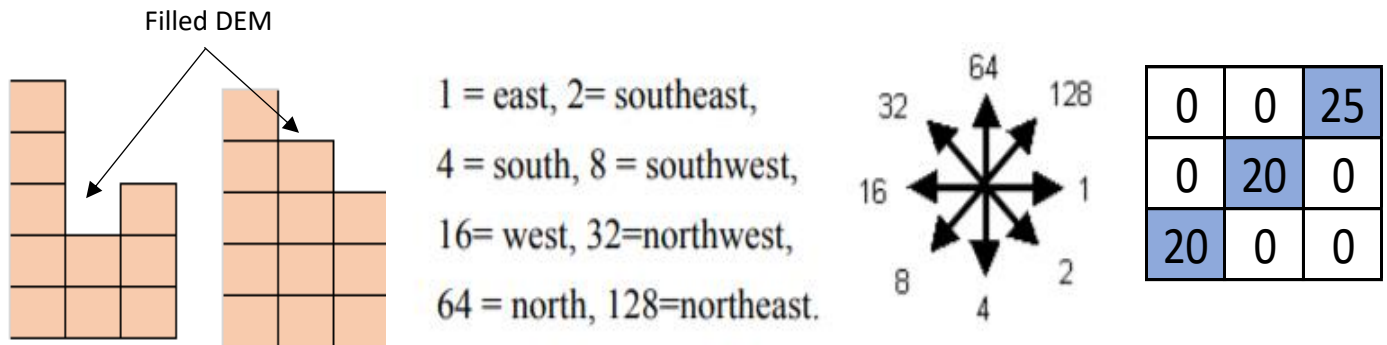 Filled DEM
1 = east, 2= southeast,
4 = south, 8 = southwest,
16= west, 32=northwest,
64 = north, 128=northeast.
64
32
128
16
1
8
2
4
0 0 25
0 20 0
20 0 0